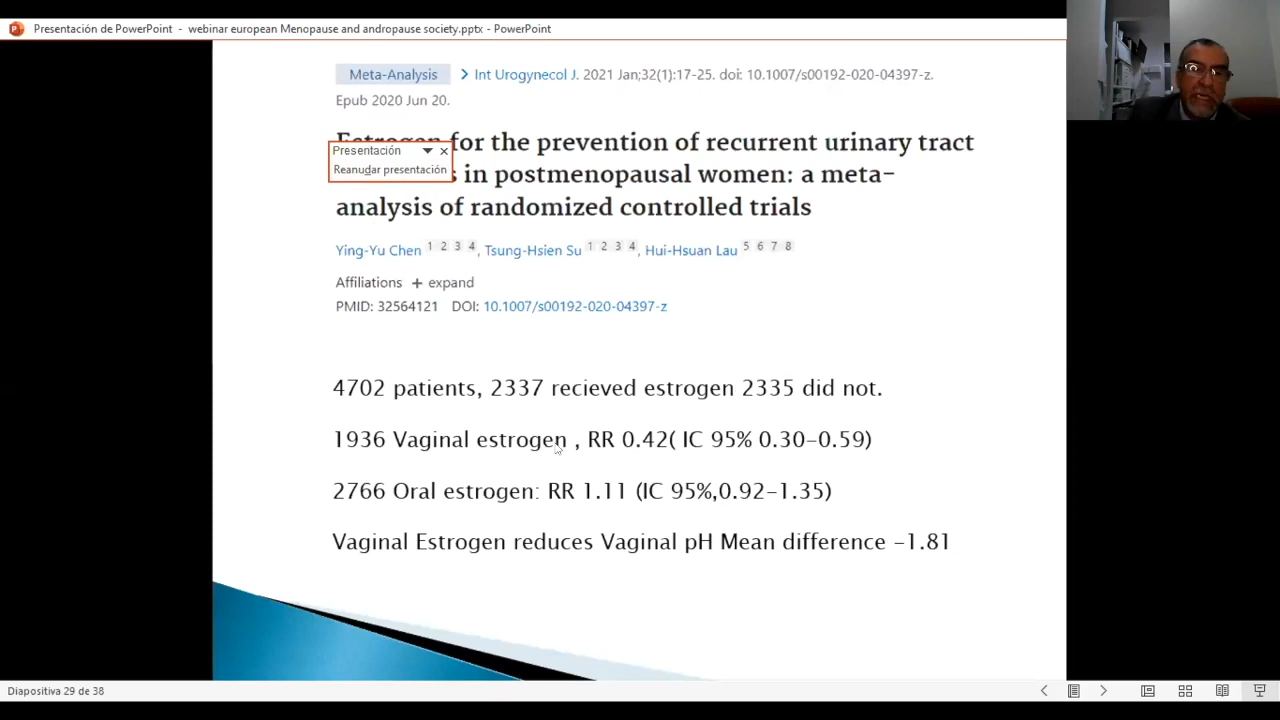 Presentación de PowerPoint - webinar european Menopause and andropause society.pptx - PowerPoint
Meta-Analysis > Int Urogynecol J. 2021 Jan;32(1):17-25. doi: 10.1007/s00192-020-04397-z.
Epub 2020 Jun 20.
Estrogen for the prevention of recurrent urinary tract
Presentación
Reanudar presentación
s in postmenopausal women: a meta-
analysis of randomized controlled trials
Ying-Yu Chen 1 2 3 4, Tsung-Hsien Su 1 2 3 4, Hui-Hsuan Lau 5 6 7 8
Affiliations + expand
PMID: 32564121 DOI: 10.1007/s00192-020-04397-z
4702 patients, 2337 recieved estrogen 2335 did not.
1936 Vaginal estrogen , RR 0.42( IC 95% 0.30-0.59)
2766 Oral estrogen: RR 1.11 (IC 95%,0.92-1.35)
Vaginal Estrogen reduces Vaginal pH Mean difference -1.81
Diapositiva 29 de 38